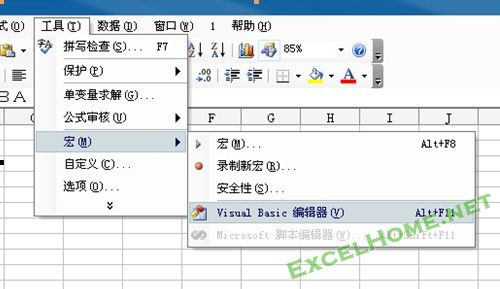 式(O) 工具(T) 数据(D) 窗口(W) 1 帮助(H)
拼写检查(S)... F7
85%
保护(P)
单变量求解(G)...
公式审核(U)
宏(M)
自定义(C)...
选项(O)...
B A
F G H I J
宏(M)... Alt+F8
录制新宏(R)...
安全性(S)...
Visual Basic 编辑器(V) Alt+F11
Microsoft 脚本编辑器(E) Alt+Shift+F11
EXCELHOME.NET